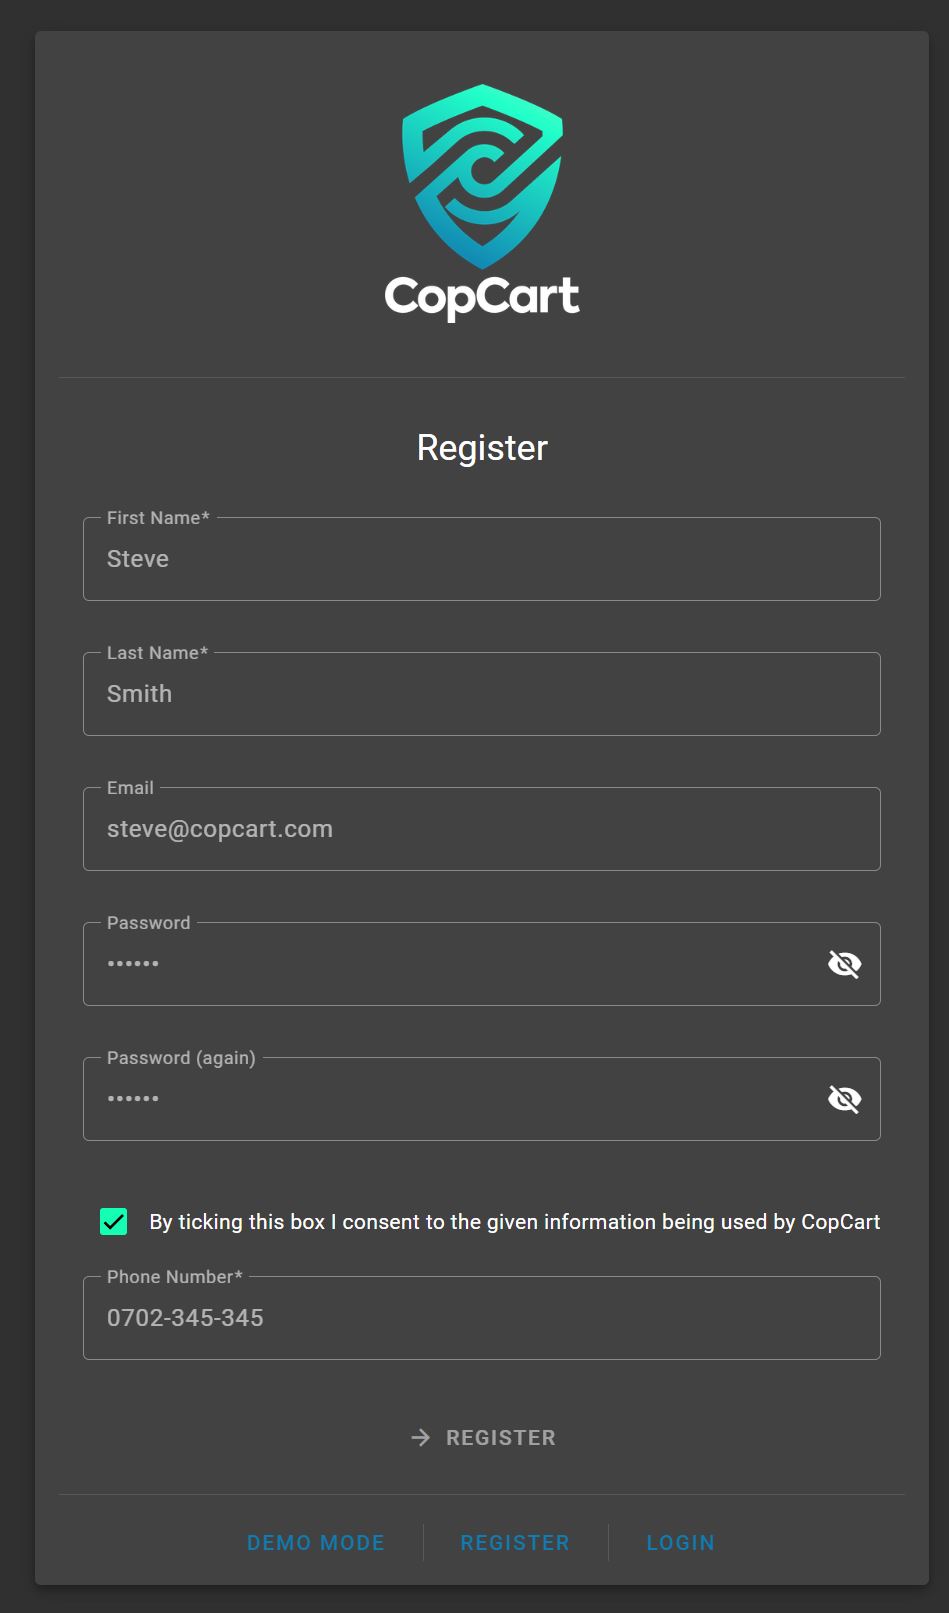 CopCart
Register
First Name*
Steve
Last Name*
Smith
Email
steve@copcart.com
Password
••••••
Password (again)
••••••
By ticking this box I consent to the given information being used by CopCart
Phone Number*
0702-345-345
REGISTER
DEMO MODE
REGISTER
LOGIN